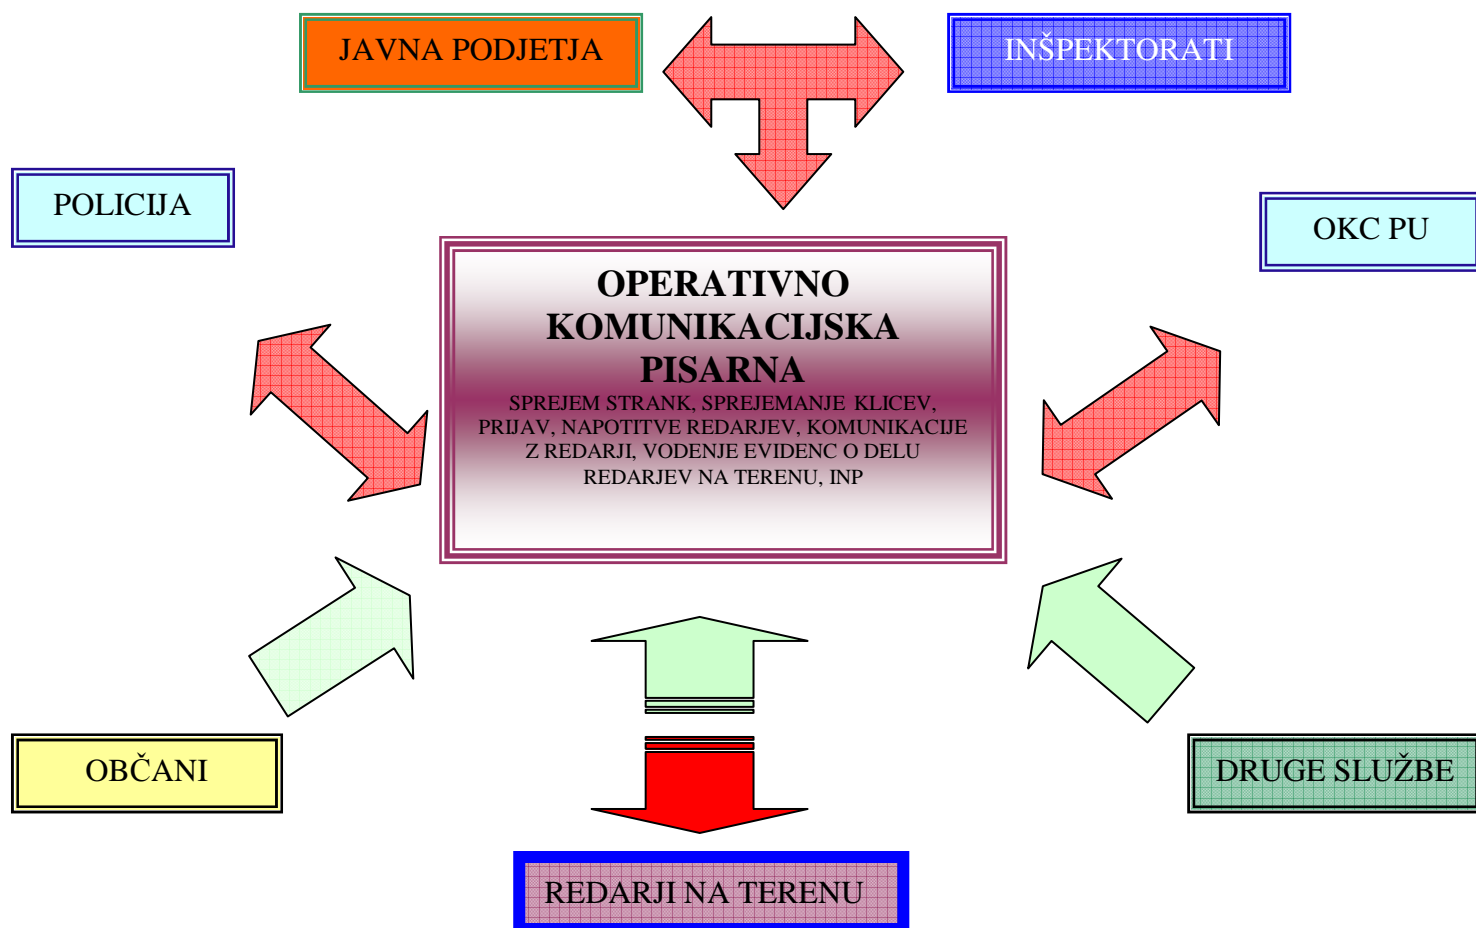 JAVNA PODJETJA
INŠPEKTORATI
POLICIJA
OKC PU
OPERATIVNO
KOMUNIKACIJSKA
PISARNA
SPREJEM STRANK, SPREJEMANJE KLICEV,
PRIJAV, NAPOTITVE REDARJEV, KOMUNIKACIJE
Z REDARJI, VODENJE EVIDENC O DELU
REDARJEV NA TERENU, INP
OBČANI
DRUGE SLUŽBE
REDARJI NA TERENU